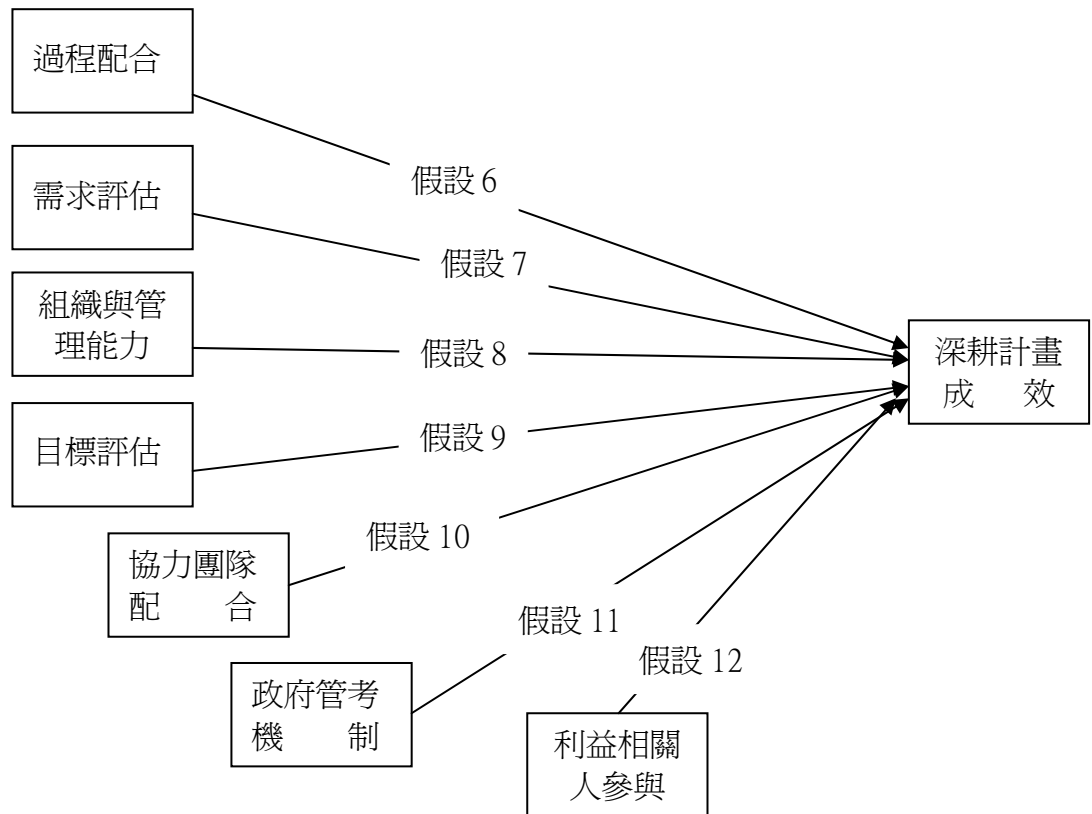 過程配合
假設 6
需求評估
假設 7
組織與管
理能力
假設 8
深耕計畫
成 效
目標評估
假設 9
協力團隊
配 合
假設 10
政府管考
機 制
假設 11
假設 12
利益相關
人參與